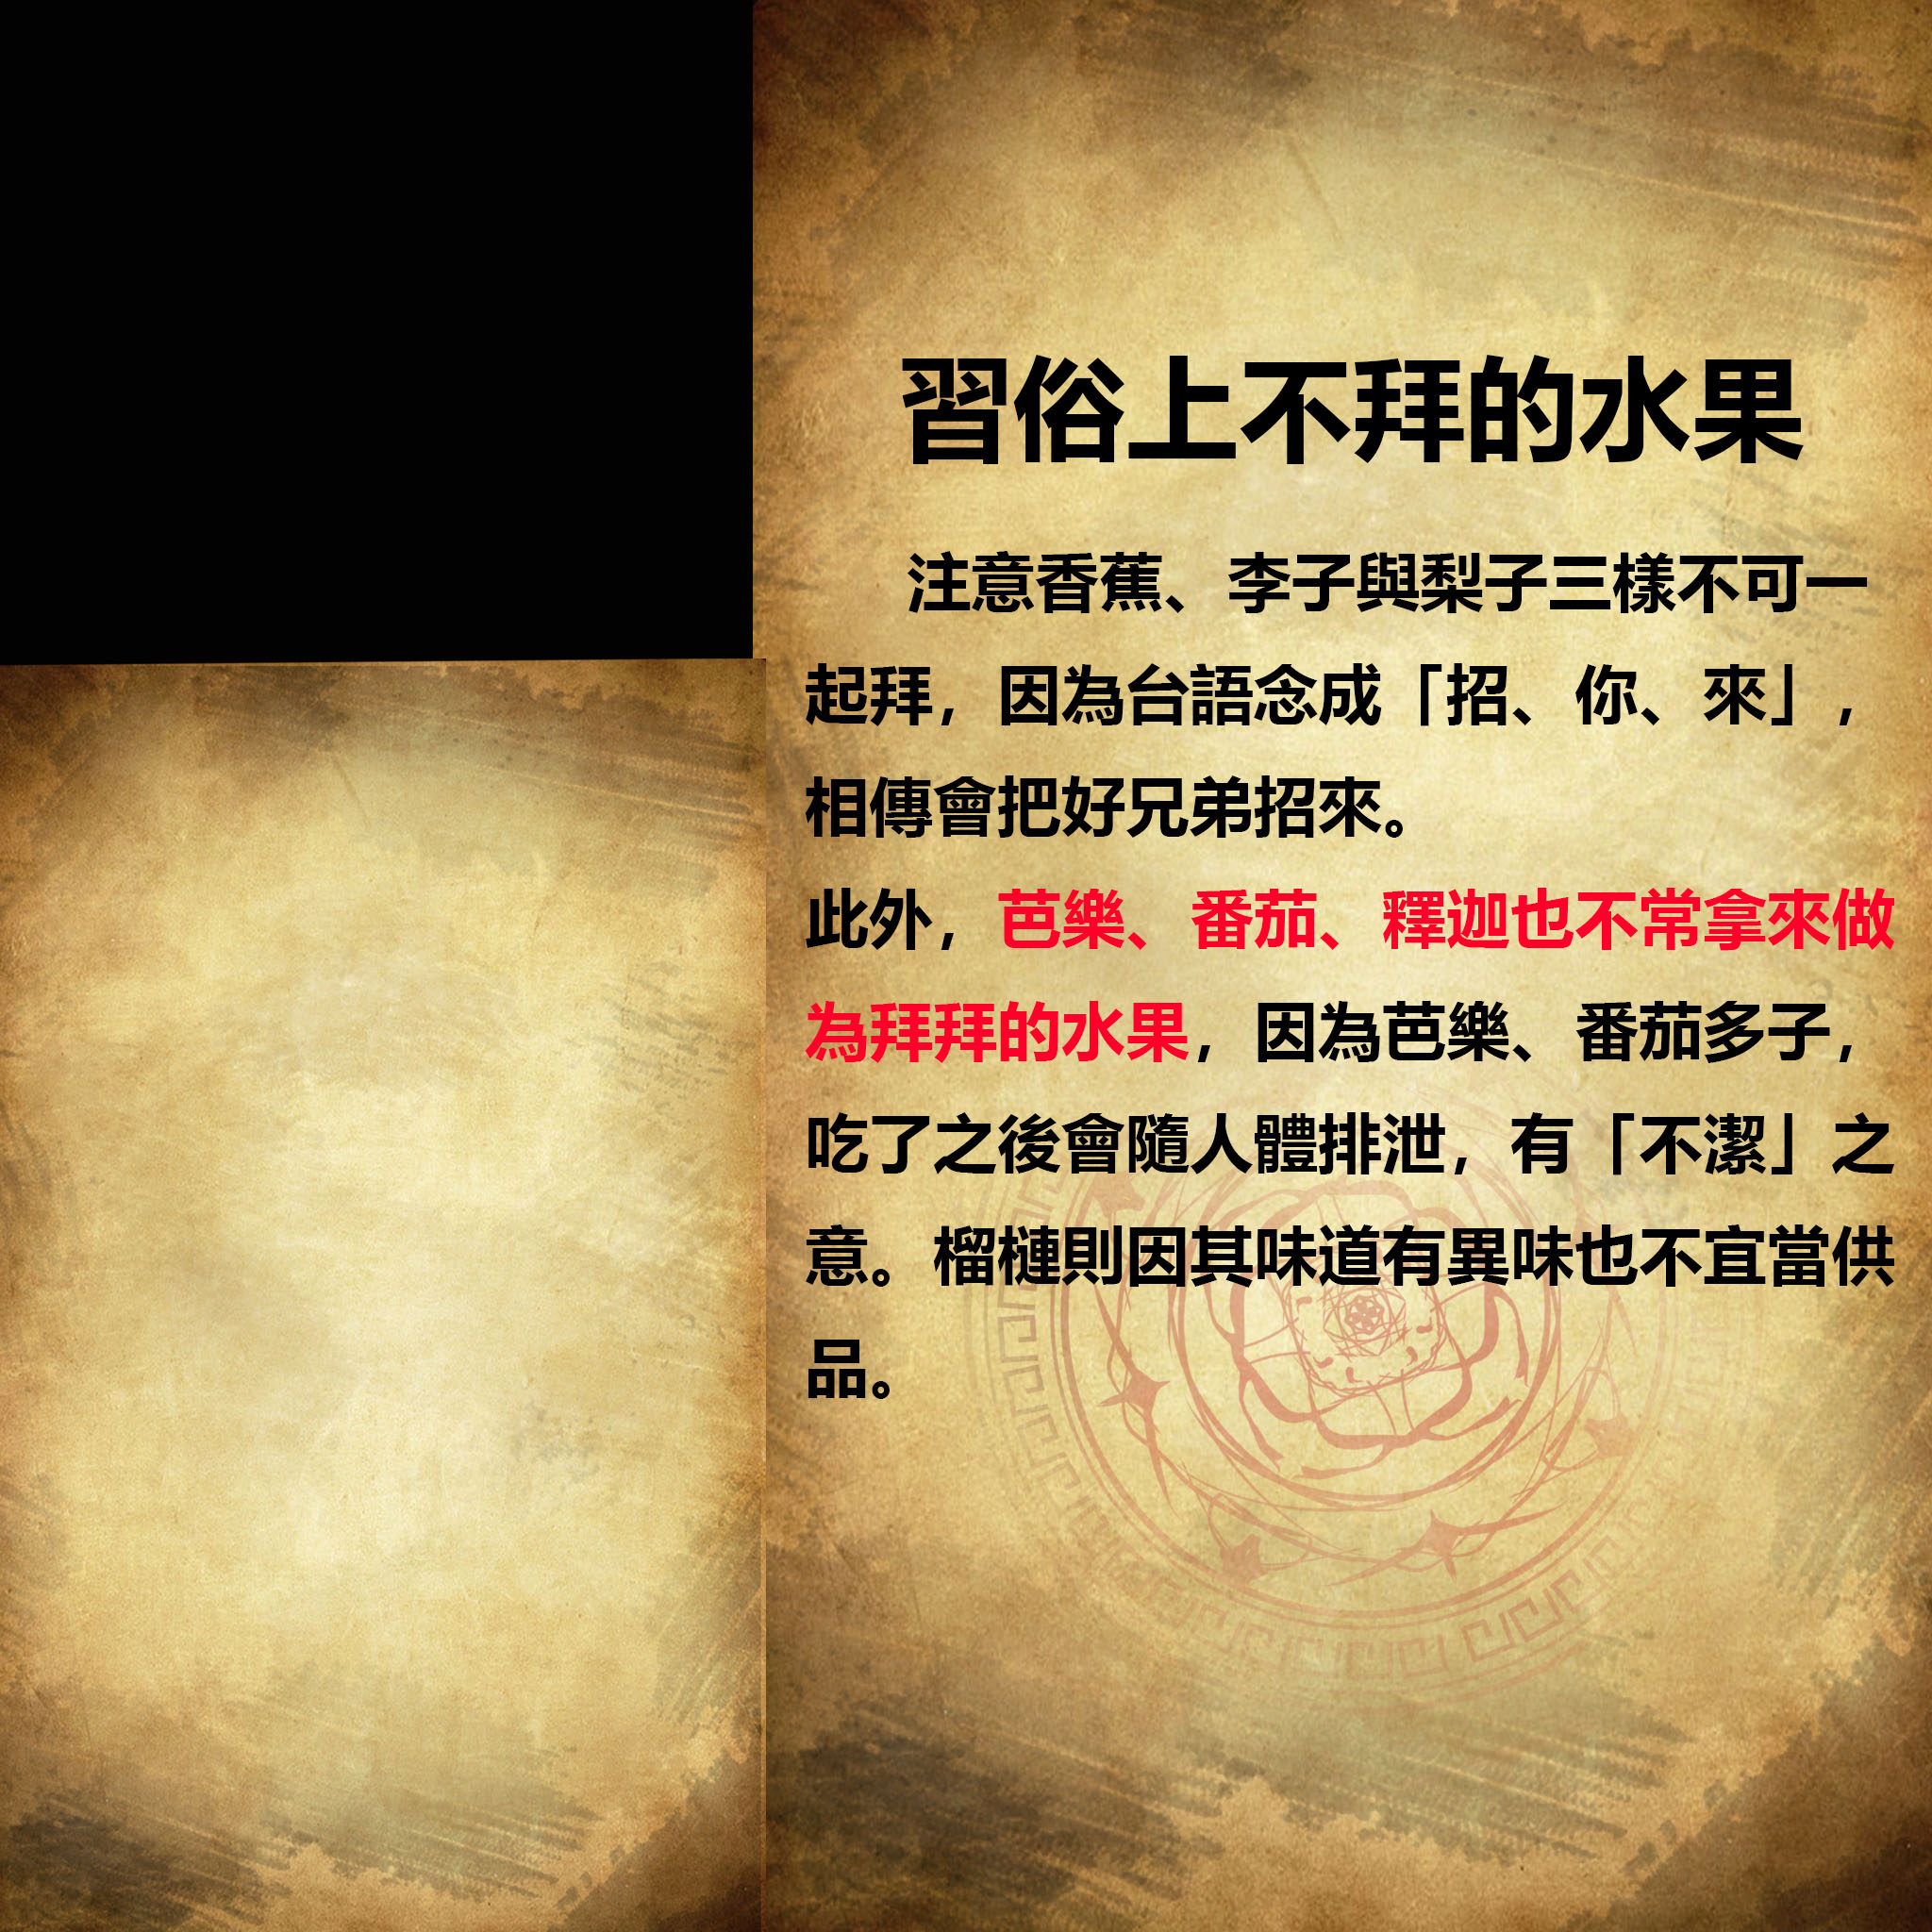 習俗上不拜的水果
注意香蕉、李子與梨子三樣不可一
起拜，因為台語念成「招、你、來」，
相傳會把好兄弟招來。
此外，芭樂、番茄、釋迦也不常拿來做
為拜拜的水果，因為芭樂、番茄多子，
吃了之後會隨人體排泄，有「不潔」之
意。榴槤則因其味道有異味也不宜當供
品。